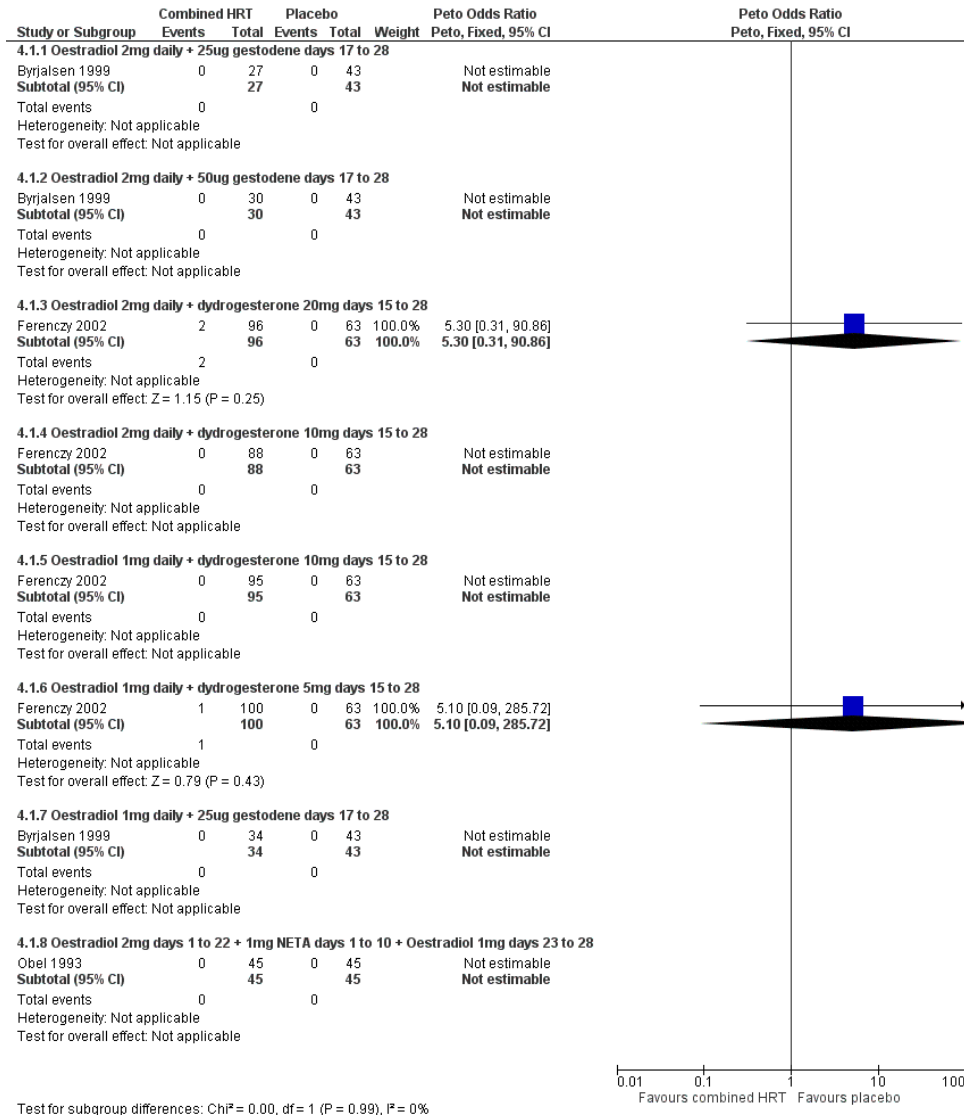 Combined HRT Placebo Peto Odds Ratio Peto Odds Ratio
Study or Subgroup Events Total Events Total Weight Peto, Fixed, 95% CI Peto, Fixed, 95% CI
4.1.1 Oestradiol 2mg daily + 25ug gestodene days 17 to 28
Byrjalsen 1999 0 27 0 43 Not estimable
Subtotal (95% CI) 27 43 Not estimable
Total events 0 0
Heterogeneity: Not applicable
Test for overall effect: Not applicable
4.1.2 Oestradiol 2mg daily + 50ug gestodene days 17 to 28
Byrjalsen 1999 0 30 0 43 Not estimable
Subtotal (95% CI) 30 43 Not estimable
Total events 0 0
Heterogeneity: Not applicable
Test for overall effect: Not applicable
4.1.3 Oestradiol 2mg daily + dydrogesterone 20mg days 15 to 28
Ferenczy 2002 2 96 0 63 100.0% 5.30 [0.31, 90.86]
Subtotal (95% CI) 96 63 100.0% 5.30 [0.31, 90.86]
Total events 2 0
Heterogeneity: Not applicable
Test for overall effect: Z = 1.15 (P = 0.25)
4.1.4 Oestradiol 2mg daily + dydrogesterone 10mg days 15 to 28
Ferenczy 2002 0 88 0 63 Not estimable
Subtotal (95% CI) 88 63 Not estimable
Total events 0 0
Heterogeneity: Not applicable
Test for overall effect: Not applicable
4.1.5 Oestradiol 1mg daily + dydrogesterone 10mg days 15 to 28
Ferenczy 2002 0 95 0 63 Not estimable
Subtotal (95% CI) 95 63 Not estimable
Total events 0 0
Heterogeneity: Not applicable
Test for overall effect: Not applicable
4.1.6 Oestradiol 1mg daily + dydrogesterone 5mg days 15 to 28
Ferenczy 2002 1 100 0 63 100.0% 5.10 [0.09, 285.72]
Subtotal (95% CI) 100 63 100.0% 5.10 [0.09, 285.72]
Total events 1 0
Heterogeneity: Not applicable
Test for overall effect: Z = 0.79 (P = 0.43)
4.1.7 Oestradiol 1mg daily + 25ug gestodene days 17 to 28
Byrjalsen 1999 0 34 0 43 Not estimable
Subtotal (95% CI) 34 43 Not estimable
Total events 0 0
Heterogeneity: Not applicable
Test for overall effect: Not applicable
4.1.8 Oestradiol 2mg days 1 to 22 + 1mg NETA days 1 to 10 + Oestradiol 1mg days 23 to 28
Obel 1993 0 45 0 45 Not estimable
Subtotal (95% CI) 45 45 Not estimable
Total events 0 0
Heterogeneity: Not applicable
Test for overall effect: Not applicable
0.01 0.1 1 10 100
Favours combined HRT Favours placebo
Test for subgroup differences: Chi² = 0.00, df = 1 (P = 0.99), I² = 0%